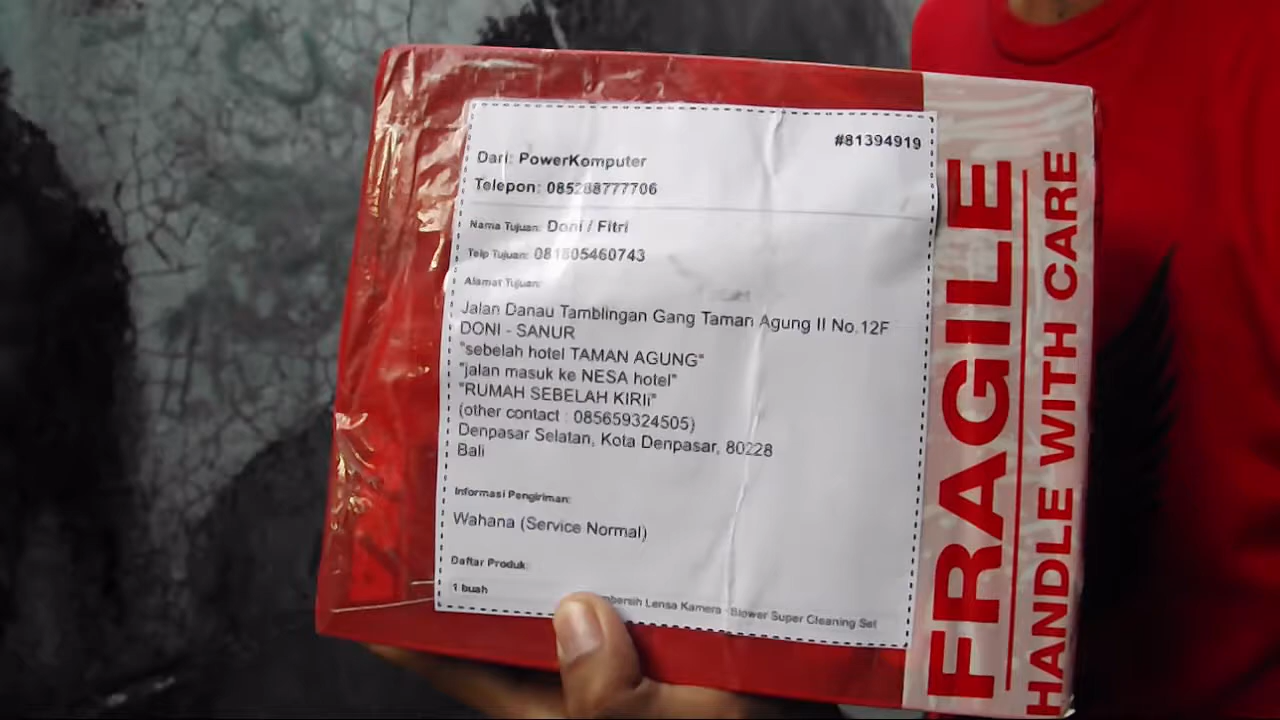 #81394919
Dari: PowerKomputer
Telepon: 085288777706
Nama Tujuan: Doni / Fitri
Telp Tujuan: 081805460743
Alamat Tujuan:
Jalan Danau Tamblingan Gang Taman Agung II No.12F
DONI - SANUR
"sebelah hotel TAMAN AGUNG"
"jalan masuk ke NESA hotel"
"RUMAH SEBELAH KIRIi"
(other contact : 085659324505)
Denpasar Selatan, Kota Denpasar, 80228
Bali
Informasi Pengiriman:
Wahana (Service Normal)
Daftar Produk:
1 buah
Lensa Kamera - Blower Super Cleaning Set
FRAGILE
HANDLE WITH CARE